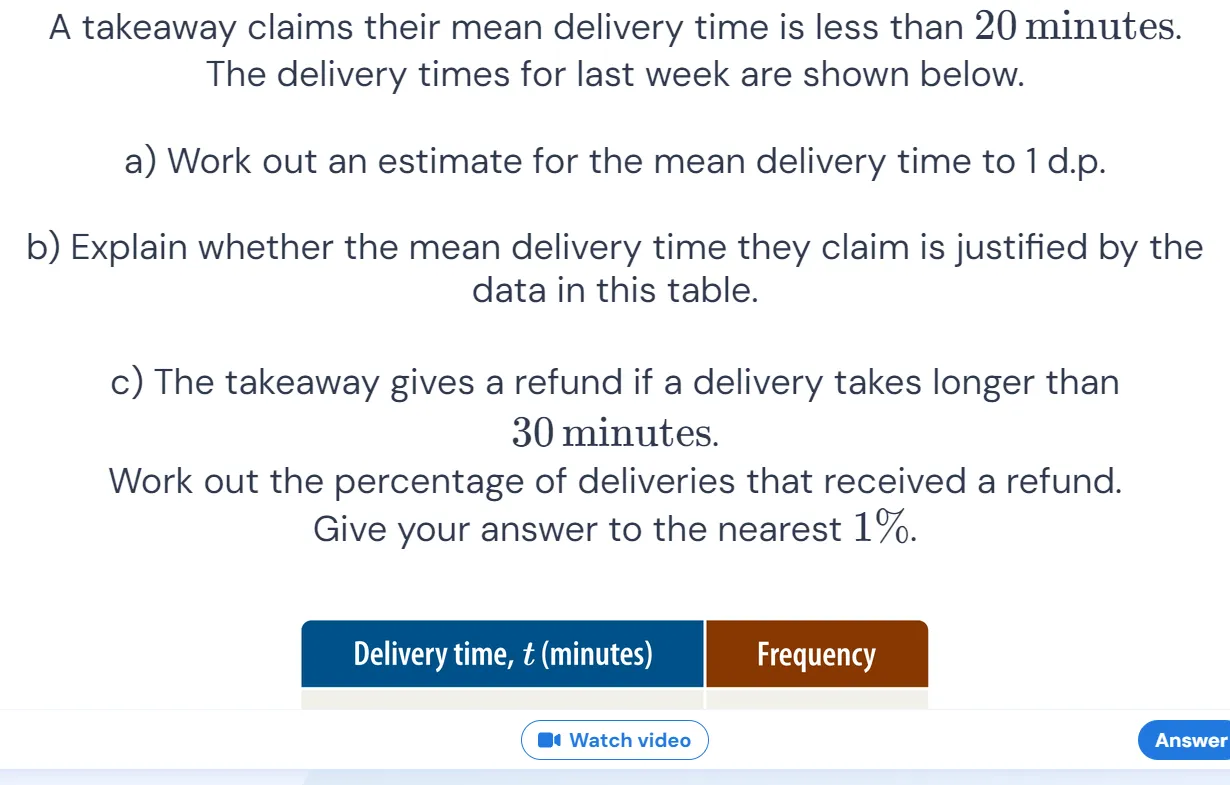 A takeaway claims their mean delivery time is less than 20 minutes.
The delivery times for last week are shown below.
a) Work out an estimate for the mean delivery time to 1 d.p.
b) Explain whether the mean delivery time they claim is justified by the
data in this table.
c) The takeaway gives a refund if a delivery takes longer than
30 minutes.
Work out the percentage of deliveries that received a refund.
Give your answer to the nearest 1%.
Delivery time, t (minutes) Frequency
Watch video
Answer